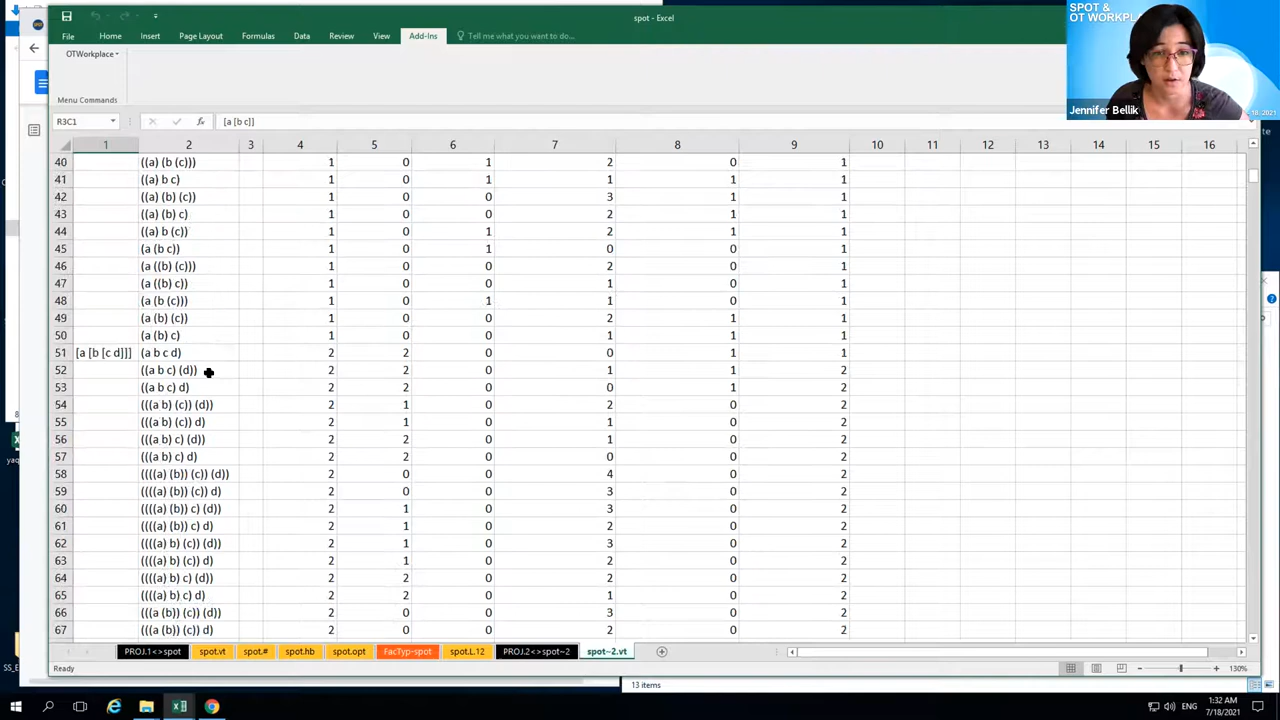 spot - Excel
SPOT &
OT WORKPLA
File Home Insert Page Layout Formulas Data Review View Add-Ins Tell me what you want to do...
OTWorkplace
Menu Commands
Jennifer Bellik
18-2021
R3C1 [a [b c]]
1 2 3 4 5 6 7 8 9 10 11 12 13 14 15 16
40 ((a) (b (c))) 1 0 1 2 0 1
41 ((a) b c) 1 0 1 1 1 1
42 ((a) (b) (c)) 1 0 0 3 1 1
43 ((a) (b) c) 1 0 0 2 1 1
44 ((a) b (c)) 1 0 1 2 1 1
45 (a (b c)) 1 0 1 0 0 1
46 (a ((b) (c))) 1 0 0 2 0 1
47 (a ((b) c)) 1 0 0 1 0 1
48 (a (b (c))) 1 0 1 1 0 1
49 (a (b) (c)) 1 0 0 2 1 1
50 (a (b) c) 1 0 0 1 1 1
51 [a [b [c d]]] (a b c d) 2 2 0 0 1 1
52 ((a b c) (d)) 2 2 0 1 1 2
53 ((a b c) d) 2 2 0 0 1 2
54 (((a b) (c)) (d)) 2 1 0 2 0 2
55 (((a b) (c)) d) 2 1 0 1 0 2
56 (((a b) c) (d)) 2 2 0 1 0 2
57 (((a b) c) d) 2 2 0 0 0 2
58 ((((a) (b)) (c)) (d)) 2 0 0 4 0 2
59 ((((a) (b)) (c)) d) 2 0 0 3 0 2
60 ((((a) (b)) c) (d)) 2 1 0 3 0 2
61 ((((a) (b)) c) d) 2 1 0 2 0 2
62 ((((a) b) (c)) (d)) 2 1 0 3 0 2
63 ((((a) b) (c)) d) 2 1 0 2 0 2
64 ((((a) b) c) (d)) 2 2 0 2 0 2
65 ((((a) b) c) d) 2 2 0 1 0 2
66 (((a (b)) (c)) (d)) 2 0 0 3 0 2
67 (((a (b)) (c)) d) 2 0 0 2 0 2
PROJ.1<>spot spot.vt spot.# spot.hb spot.opt FacTyp-spot spot.L.12 PROJ.2<>spot~2 spot~2.vt
Ready 130%
13 items
yaq
SS_E
1:32 AM
ENG
7/18/2021